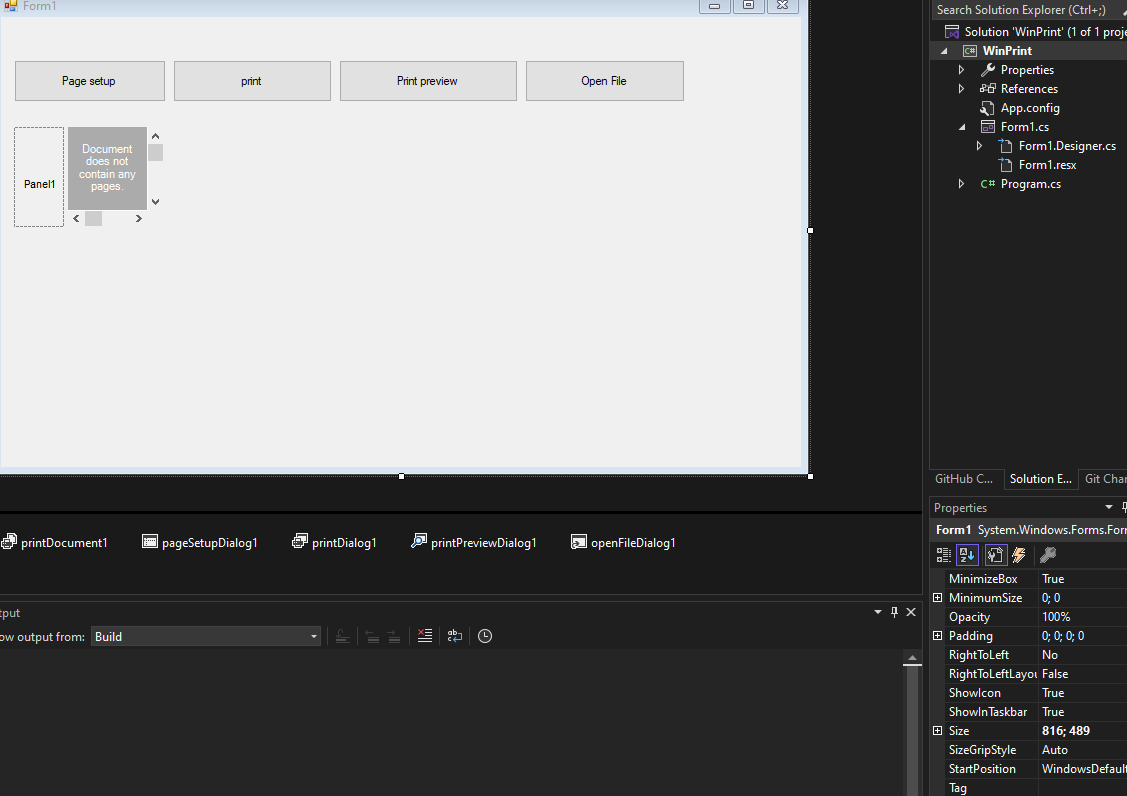 Form1
Search Solution Explorer (Ctrl+;)
Solution 'WinPrint' (1 of 1 proje
WinPrint
Properties
References
App.config
Form1.cs
Form1.Designer.cs
Form1.resx
C# Program.cs
Page setup
print
Print preview
Open File
Panel1
Document
does not
contain any
pages.
GitHub C...
Solution E...
Git Char
Properties
Form1 System.Windows.Forms.For
MinimizeBox True
MinimumSize 0; 0
Opacity 100%
Padding 0; 0; 0; 0
RightToLeft No
RightToLeftLayou False
ShowIcon True
ShowInTaskbar True
Size 816; 489
SizeGripStyle Auto
StartPosition WindowsDefault
Tag
printDocument1
pageSetupDialog1
printDialog1
printPreviewDialog1
openFileDialog1
tput
ow output from: Build